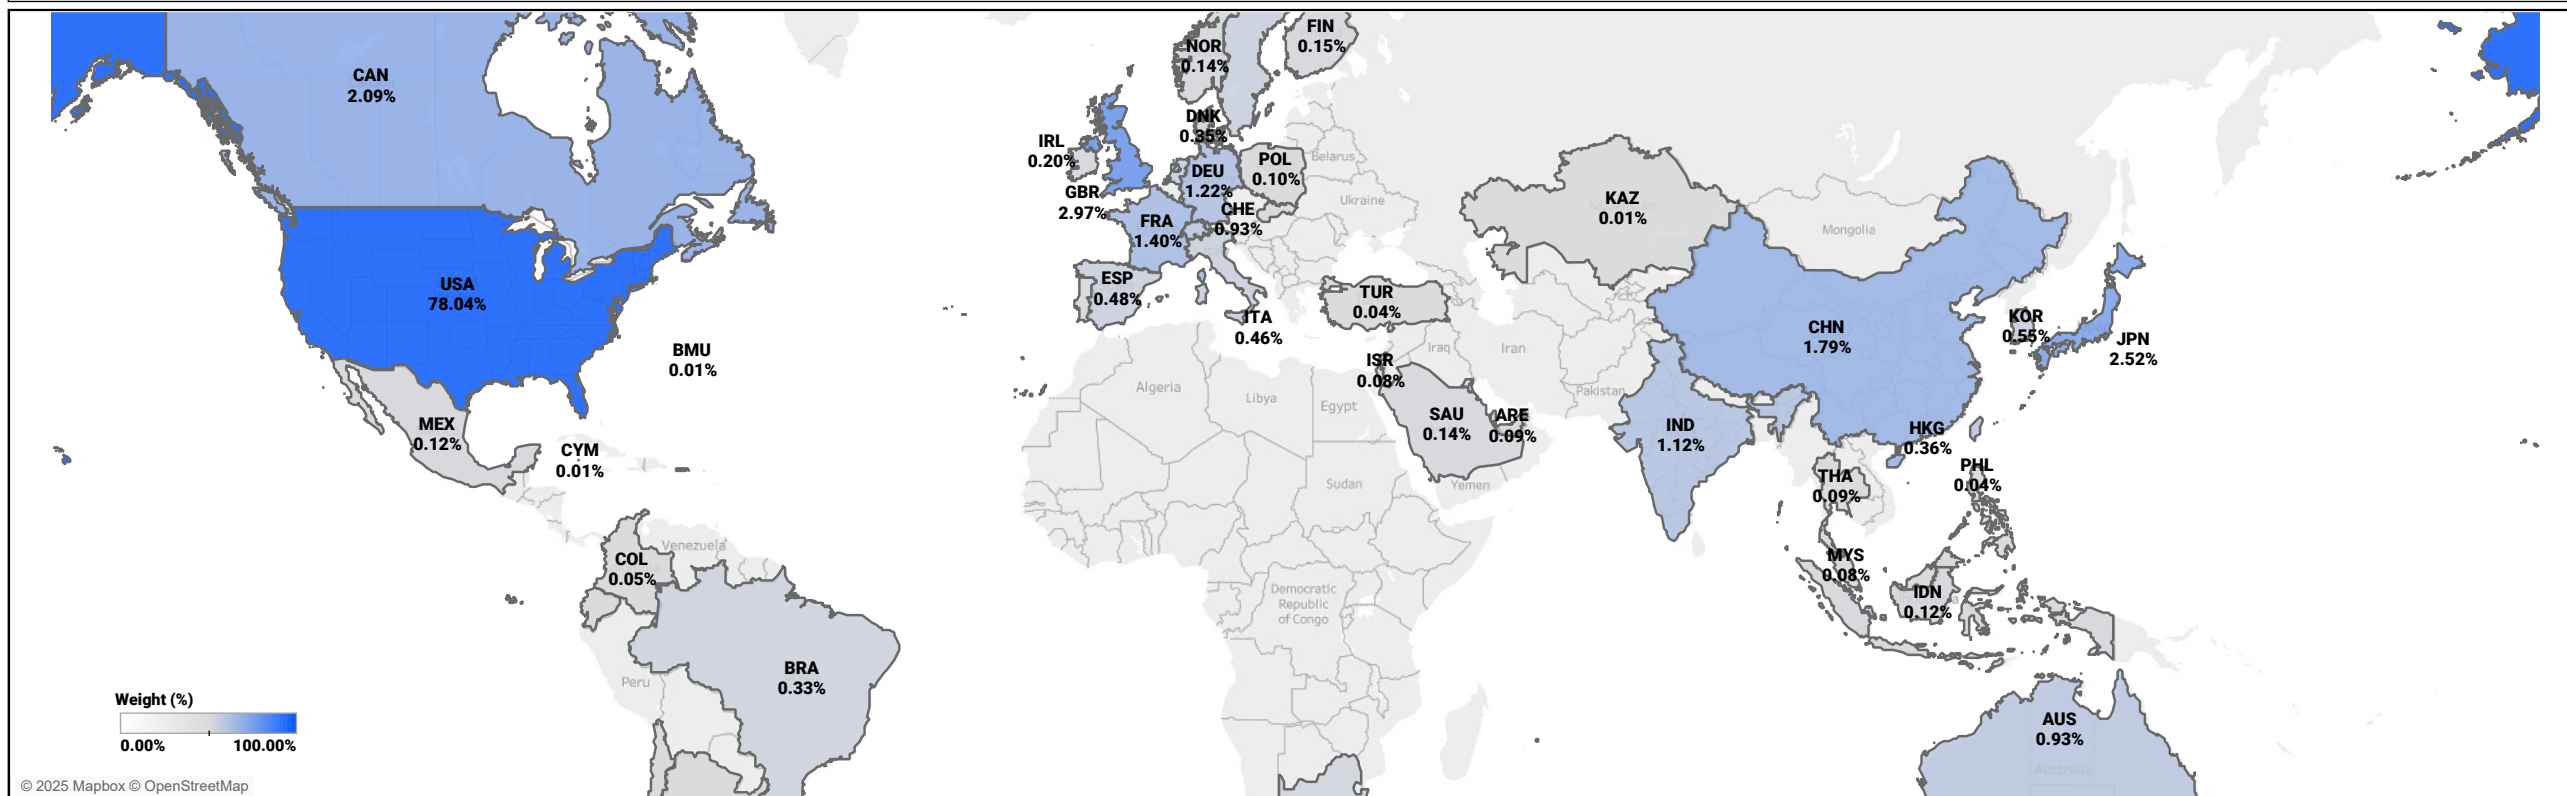 CAN
2.09%
USA
78.04%
BMU
0.01%
MEX
0.12%
CYM
0.01%
COL
0.05%
Venezuela
BRA
0.33%
Peru
Weight (%)
0.00%
100.00%
© 2025 Mapbox © OpenStreetMap
FIN
0.15%
NOR
0.14%
DNK
0.35%
IRL
0.20%
GBR
2.97%
DEU
1.22%
POL
0.10%
Belarus
Ukraine
CHE
0.93%
FRA
1.40%
ESP
0.48%
ITA
0.46%
TUR
0.04%
ISR
0.08%
Iraq
Iran
Algeria
Libya
Egypt
SAU
0.14%
ARE
0.09%
Sudan
Yemen
Democratic
Republic
of Congo
KAZ
0.01%
Mongolia
CHN
1.79%
KOR
0.55%
JPN
2.52%
Pakistan
IND
1.12%
HKG
0.36%
THA
0.09%
PHL
0.04%
MYS
0.08%
IDN
0.12%
AUS
0.93%
Australia